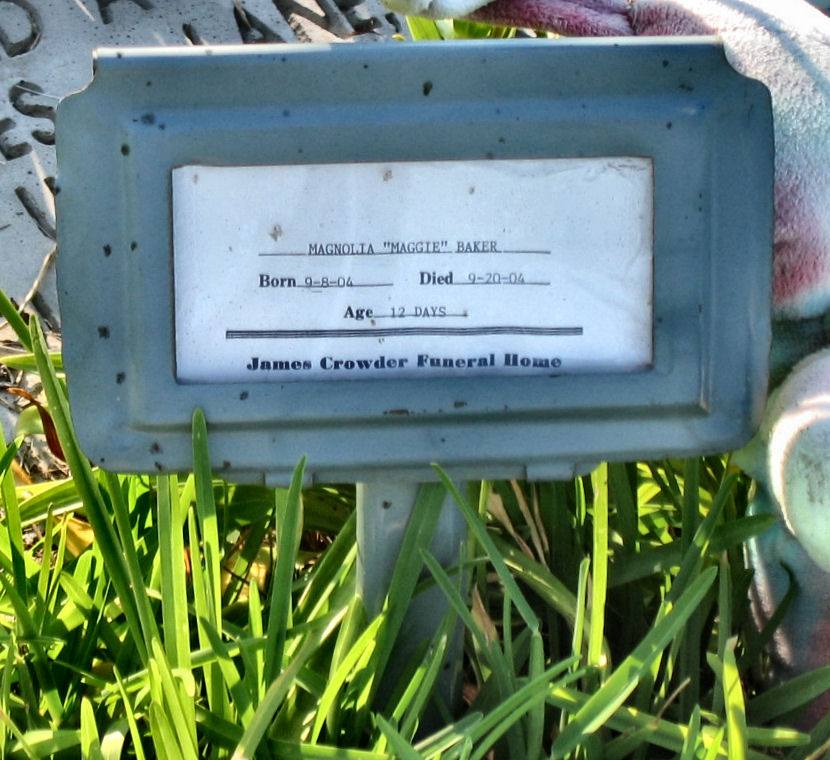 MAGNOLIA "MAGGIE" BAKER
Born 9-8-04 Died 9-20-04
Age 12 DAYS
James Crowder Funeral Home